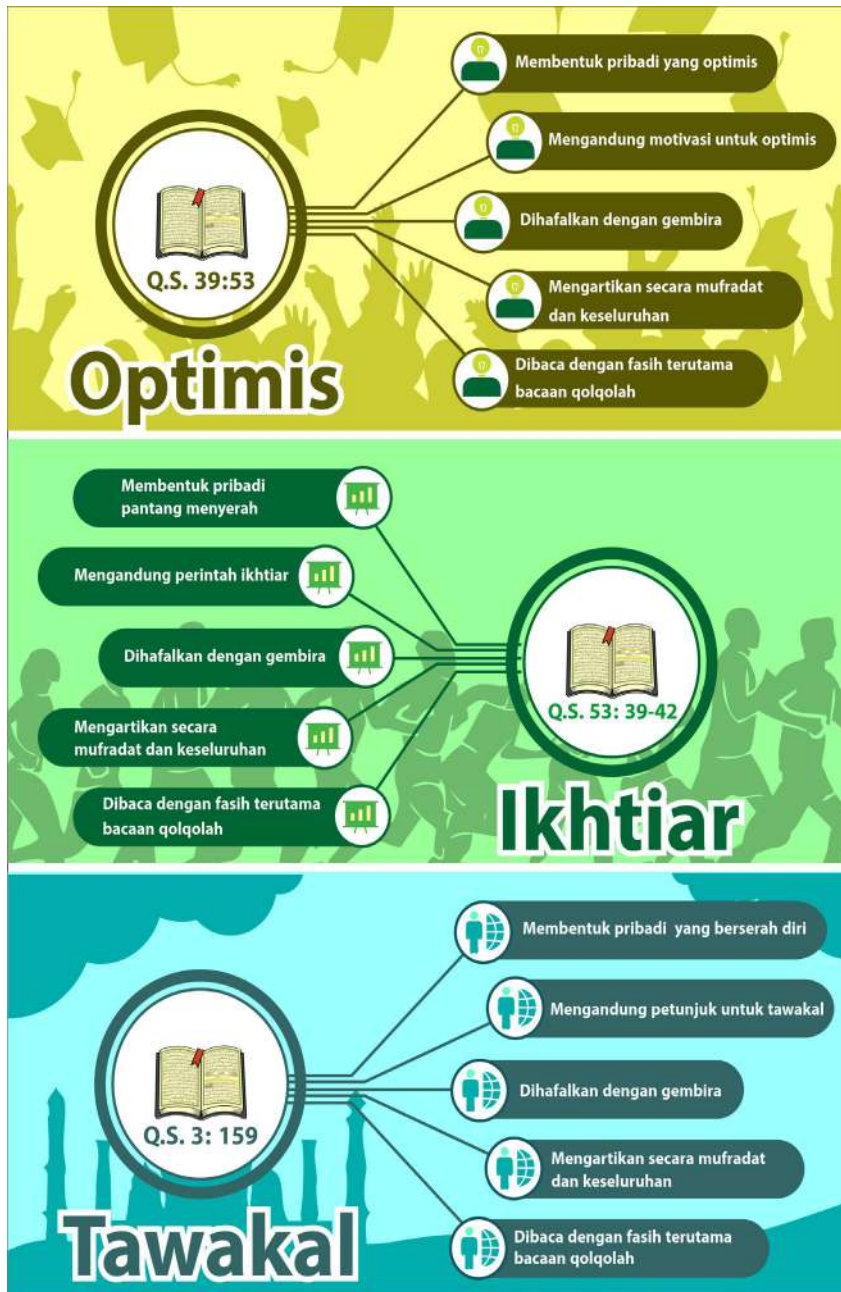 Membentuk pribadi yang optimis
Mengandung motivasi untuk optimis
Dihafalkan dengan gembira
Mengartikan secara mufradat
dan keseluruhan
Dibaca dengan fasih terutama
bacaan qolqolah
Q.S. 39:53
Optimis
Membentuk pribadi
pantang menyerah
Mengandung perintah ikhtiar
Dihafalkan dengan gembira
Mengartikan secara
mufradat dan keseluruhan
Dibaca dengan fasih terutama
bacaan qolqolah
Q.S. 53: 39-42
Ikhtiar
Membentuk pribadi yang berserah diri
Mengandung petunjuk untuk tawakal
Dihafalkan dengan gembira
Mengartikan secara mufradat
dan keseluruhan
Dibaca dengan fasih terutama
bacaan qolqolah
Q.S. 3: 159
Tawakal